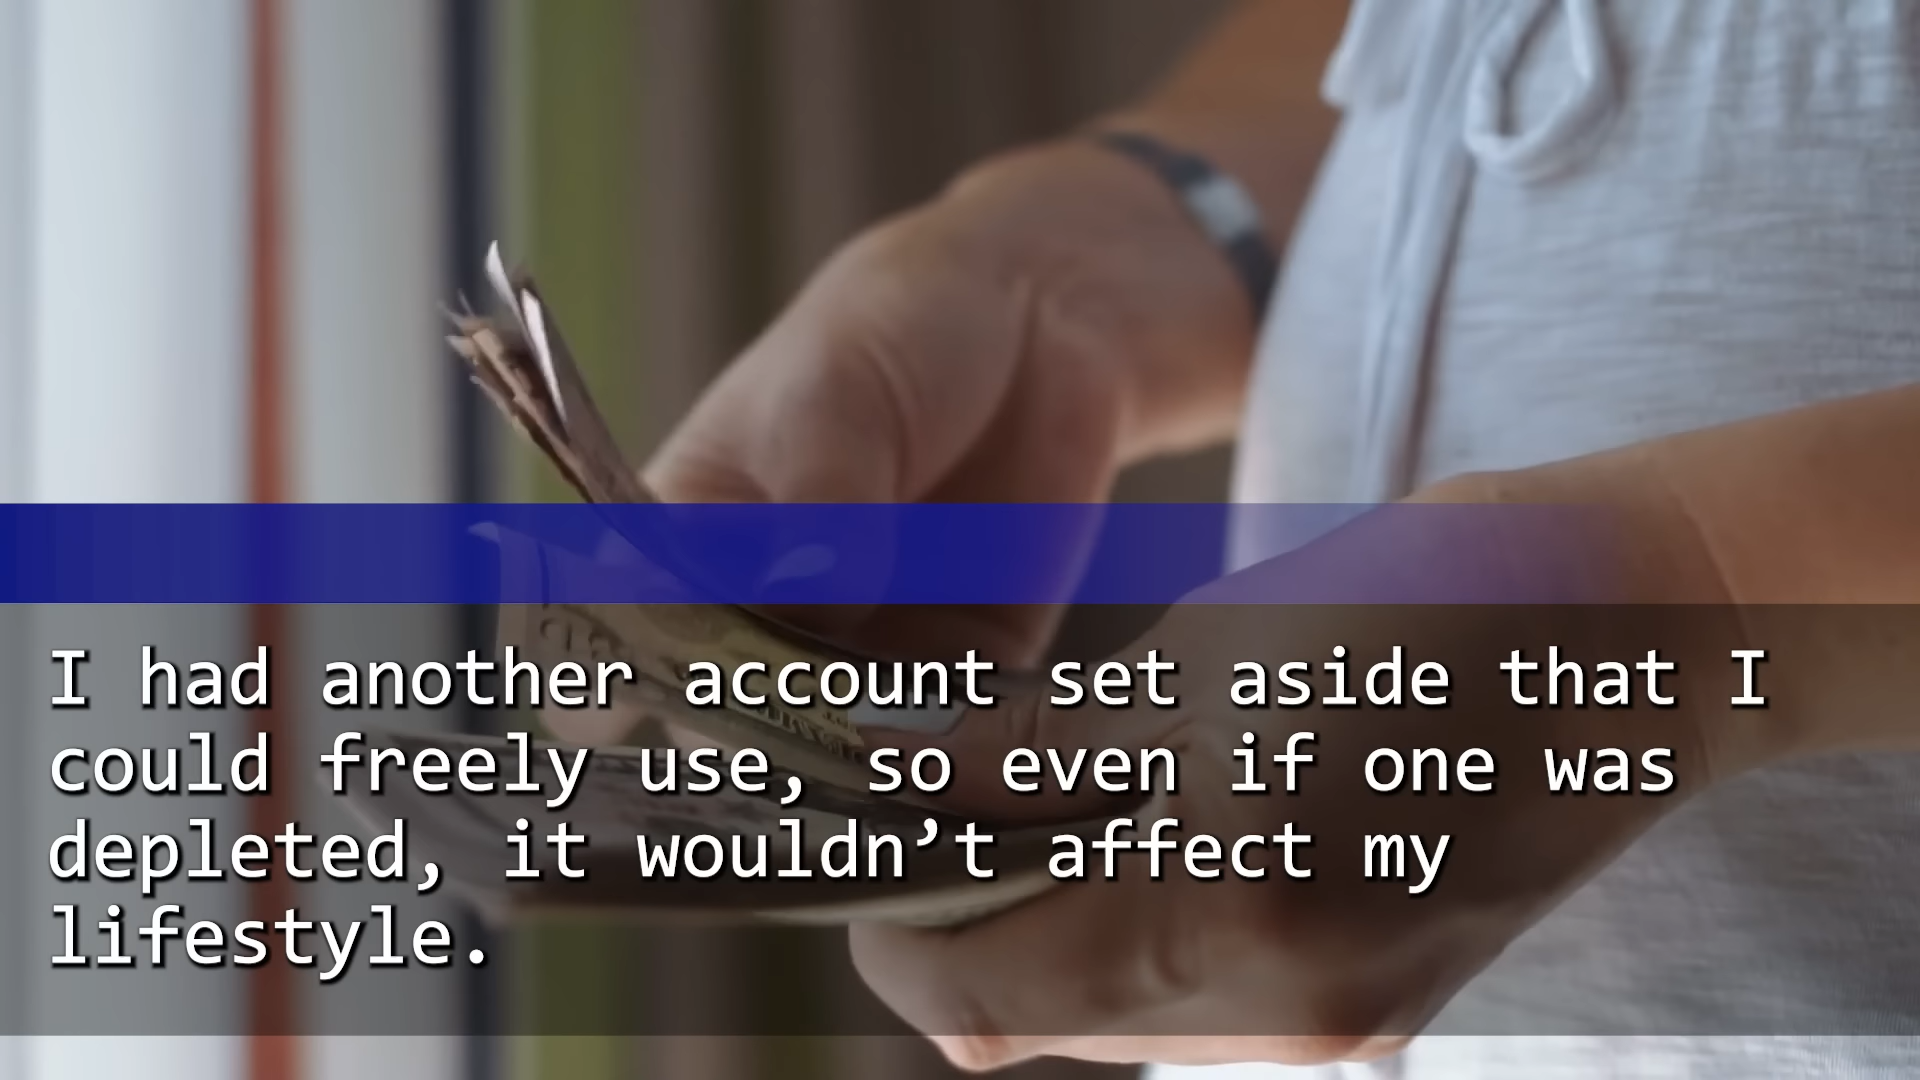 I had another account set aside that I
could freely use, so even if one was
depleted, it wouldn’t affect my
lifestyle.